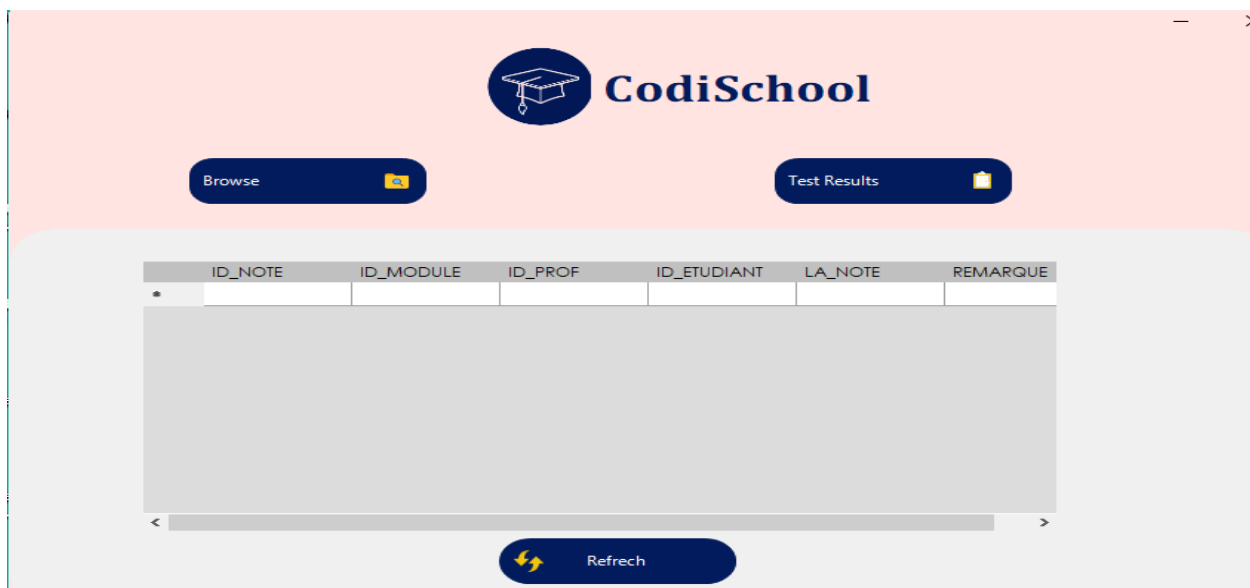 CodiSchool
Browse
Test Results
ID_NOTE ID_MODULE ID_PROF ID_ETUDIANT LA_NOTE REMARQUE
Refrech